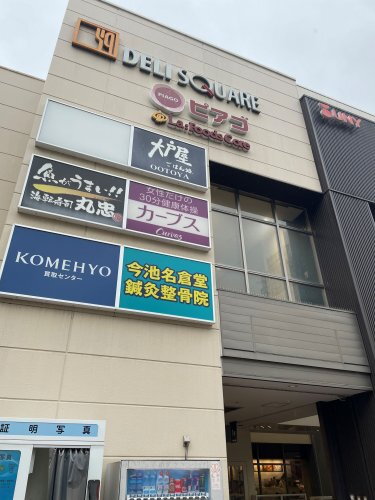 DELI SQUARE
PIAGO
ピアゴ
La Foods Core
大戸屋
ごはん処
OOTOYA
魚がうまい!!
海転寿司 丸忠
女性だけの
30分健康体操
カーブス
Curves
KOMEHYO
買取センター
今池名倉堂
鍼灸整骨院
証明写真